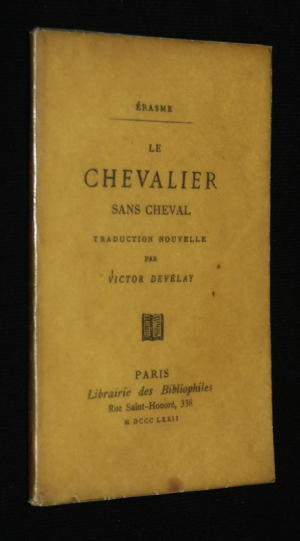 ÉRASME
LE
CHEVALIER
SANS CHEVAL
TRADUCTION NOUVELLE
PAR
VICTOR DEVELAY
PARIS
Librairie des Bibliophiles
Rue Saint-Honoré, 338
M DCCC LXXII